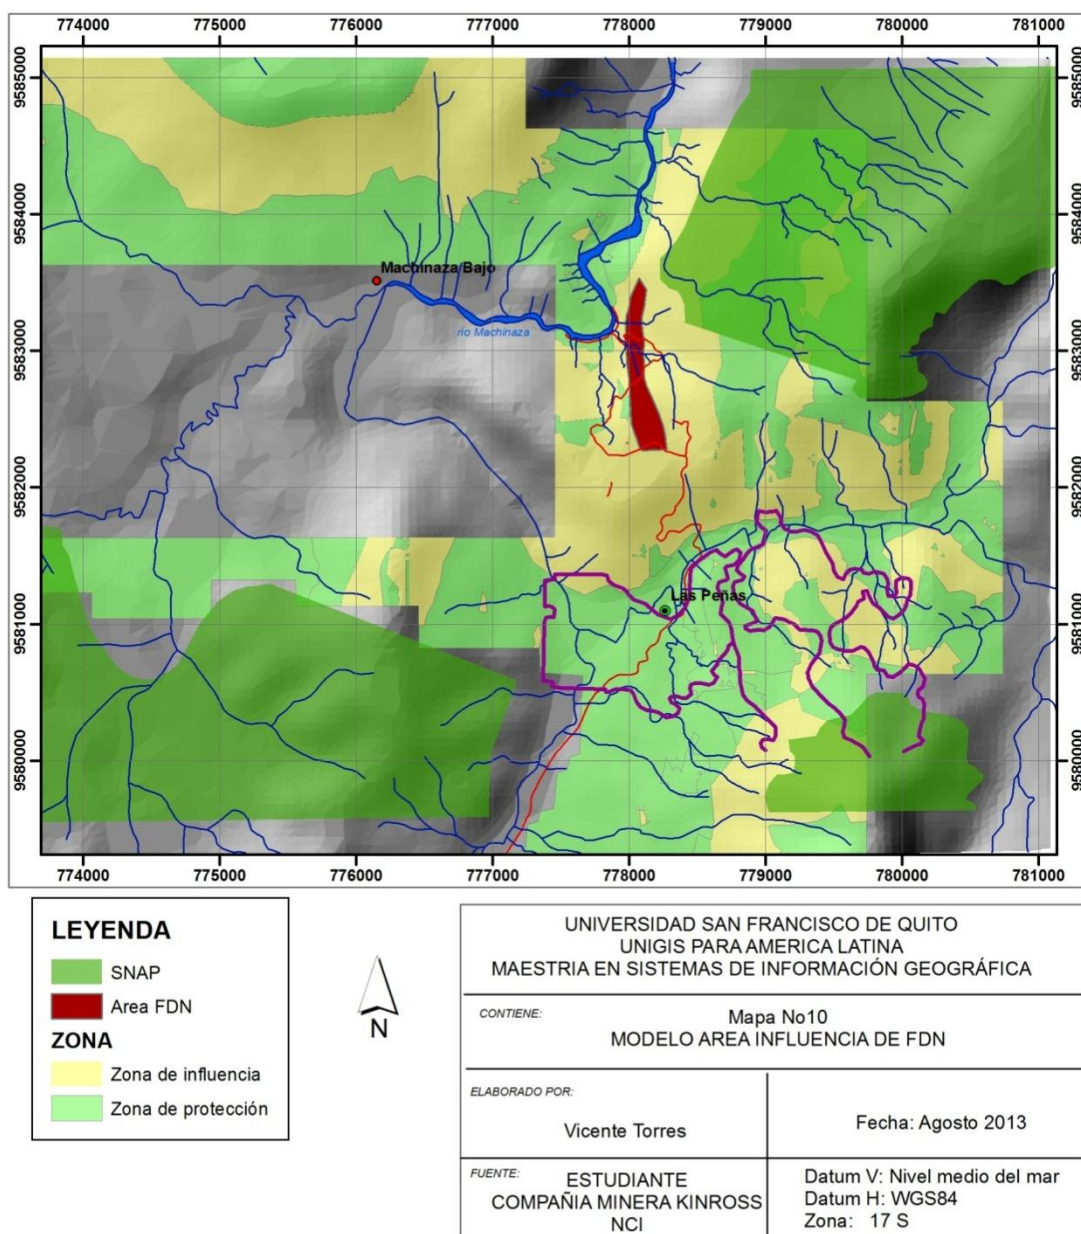 774000 775000 776000 777000 778000 779000 780000 781000
9585000 9585000
9584000 9584000
Machinaza Bajo
río Machinaza
9583000 9583000
9582000 9582000
Las Peñas
9581000 9581000
9580000 9580000
774000 775000 776000 777000 778000 779000 780000 781000
LEYENDA
SNAP
Area FDN
ZONA
Zona de influencia
Zona de protección
N
UNIVERSIDAD SAN FRANCISCO DE QUITO
UNIGIS PARA AMERICA LATINA
MAESTRIA EN SISTEMAS DE INFORMACIÓN GEOGRÁFICA
CONTIENE:
Mapa No10
MODELO AREA INFLUENCIA DE FDN
ELABORADO POR:
Vicente Torres
Fecha: Agosto 2013
FUENTE:
ESTUDIANTE
COMPAÑIA MINERA KINROSS
NCI
Datum V: Nivel medio del mar
Datum H: WGS84
Zona: 17 S